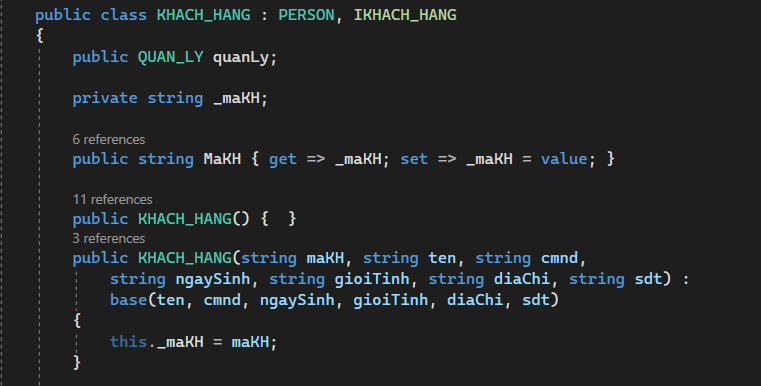 public class KHACH_HANG : PERSON, IKHACH_HANG
{
public QUAN_LY quanLy;
private string _maKH;
6 references
public string MaKH { get => _maKH; set => _maKH = value; }
11 references
public KHACH_HANG() {  }
3 references
public KHACH_HANG(string maKH, string ten, string cmnd,
string ngaySinh, string gioiTinh, string diaChi, string sdt) :
base(ten, cmnd, ngaySinh, gioiTinh, diaChi, sdt)
{
this._maKH = maKH;
}